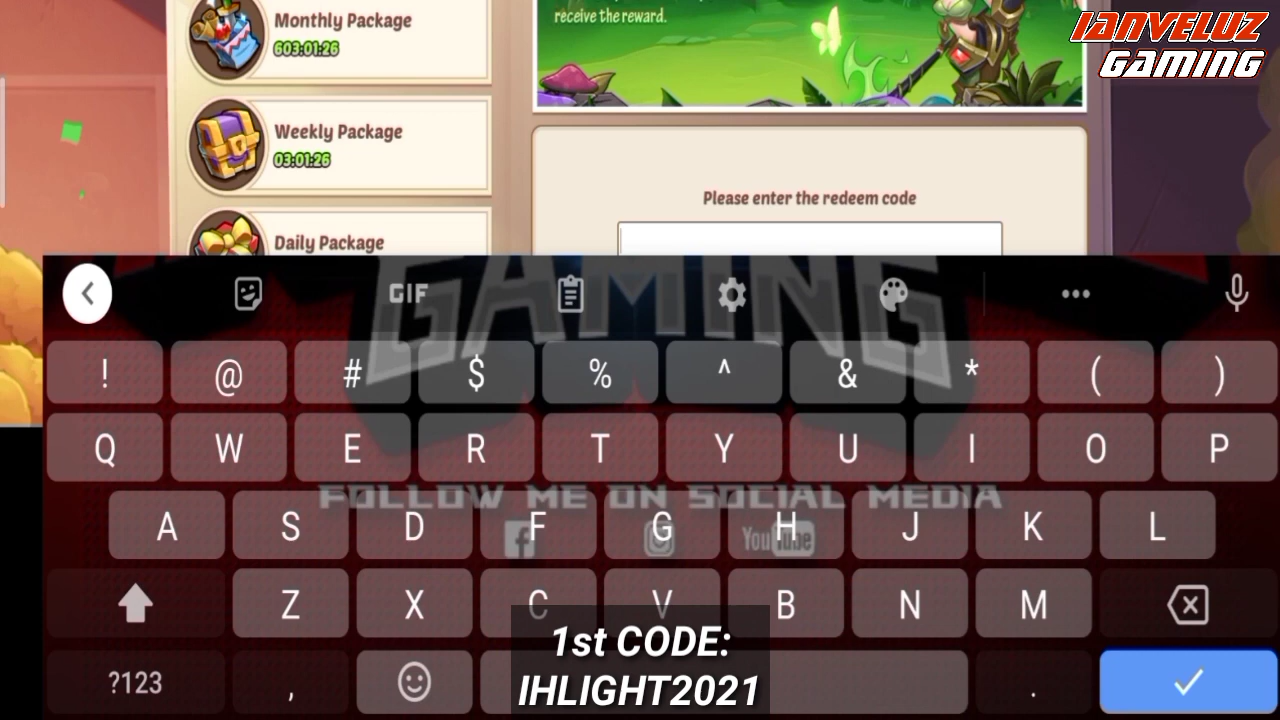 IANVELUZ
GAMING
receive the reward.
Monthly Package
603:01:26
Weekly Package
03:01:26
Daily Package
Please enter the redeem code
GAMING
GIF
! @ # $ % ^ & * ( )
Q W E R T Y U I O P
FOLLOW ME ON SOCIAL MEDIA
A S D F G H J K L
YouTube
Z X C V B N M
?123 , .
1st CODE:
IHLIGHT2021